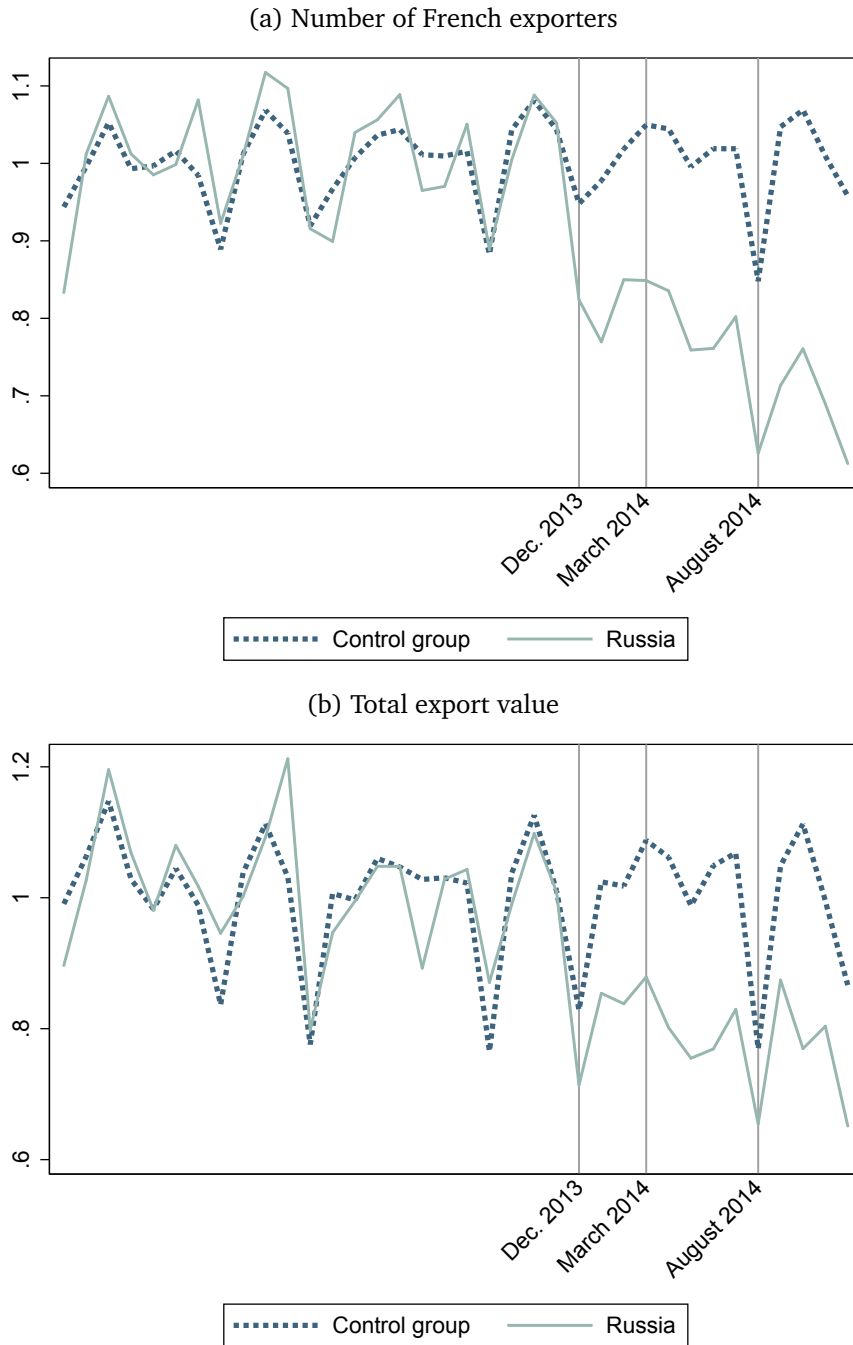 (a) Number of French exporters
1.1
1
.9
.8
.7
.6
Dec. 2013
March 2014
August 2014
Control group Russia
(b) Total export value
1.2
1
.8
.6
Dec. 2013
March 2014
August 2014
Control group Russia